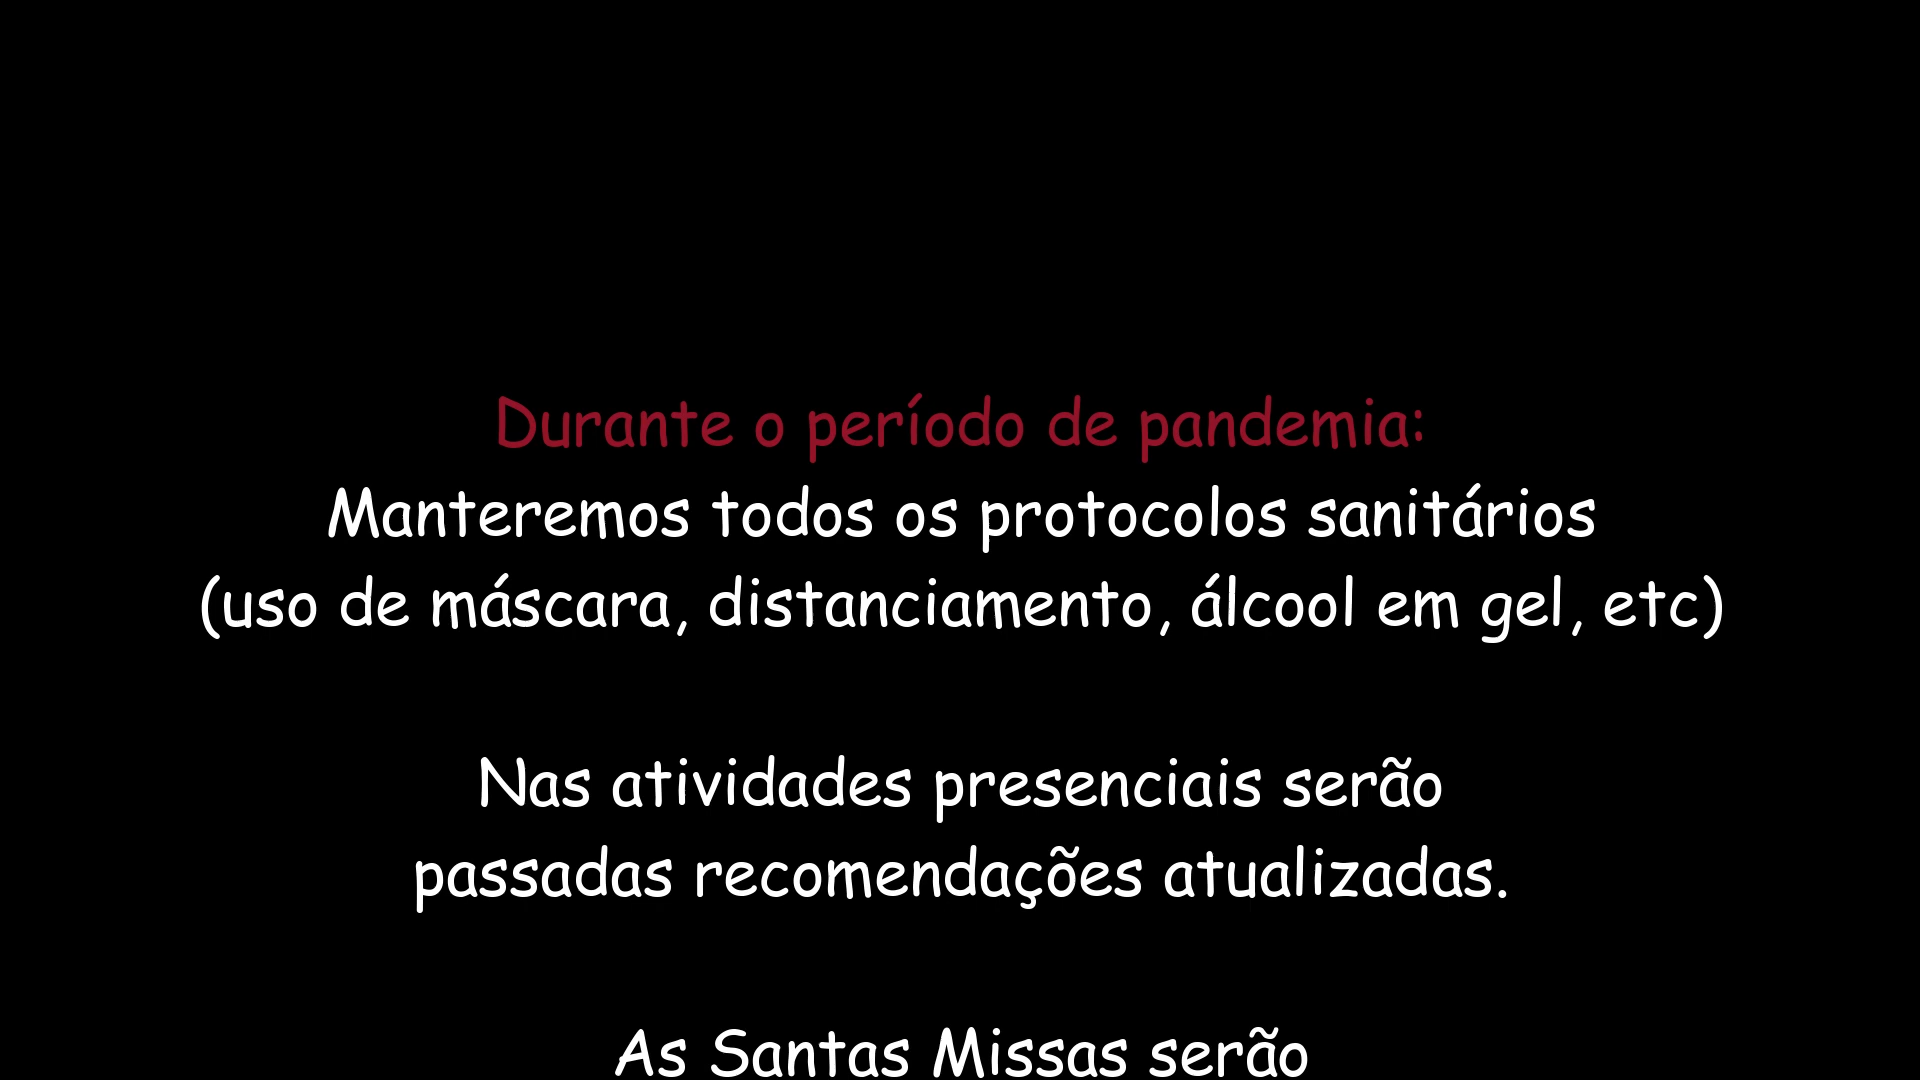 Durante o período de pandemia:
Manteremos todos os protocolos sanitários
(uso de máscara, distanciamento, álcool em gel, etc)
Nas atividades presenciais serão
passadas recomendações atualizadas.
As Santas Missas serão